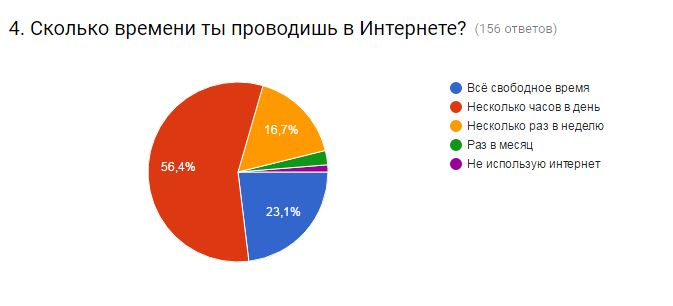 4. Сколько времени ты проводишь в Интернете? (156 ответов)
Всё свободное время
Несколько часов в день
Несколько раз в неделю
Раз в месяц
Не использую интернет
16,7%
56,4%
23,1%